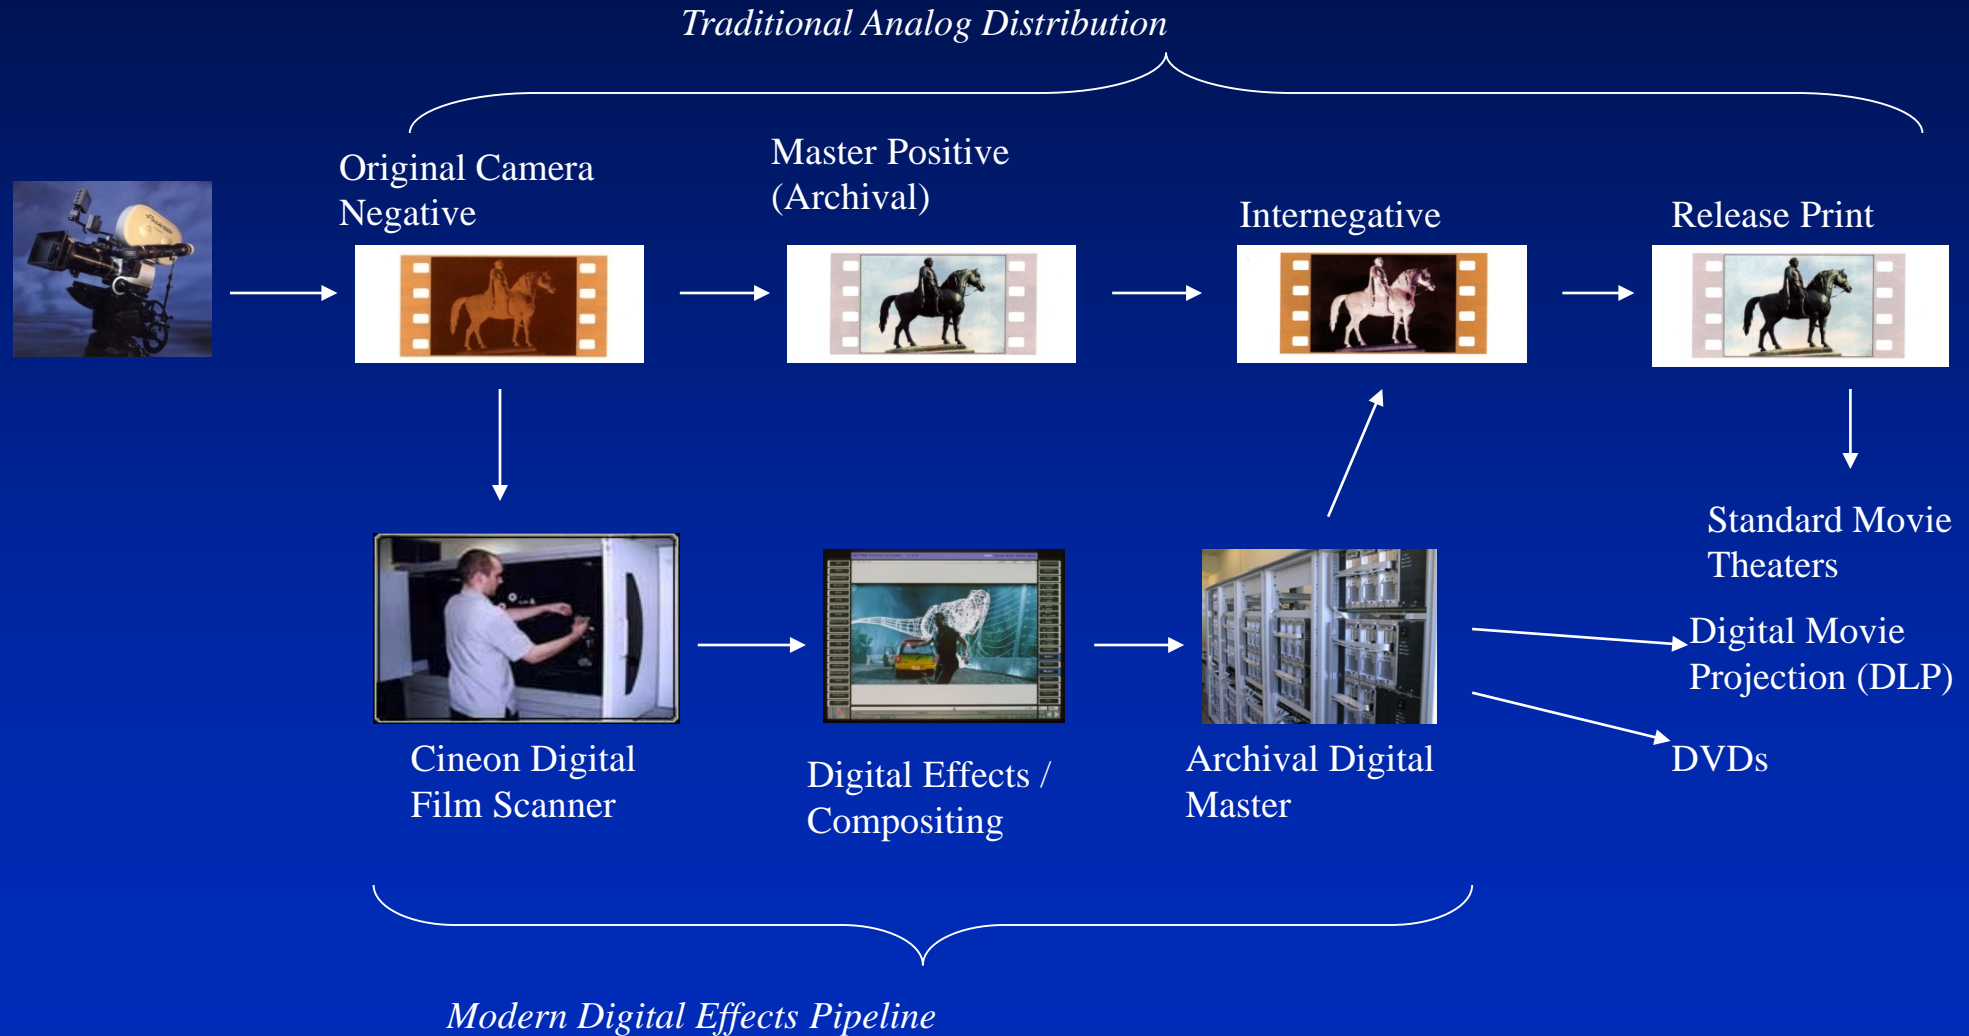 Traditional Analog Distribution
Original Camera
Negative
Master Positive
(Archival)
Internegative
Release Print
Standard Movie
Theaters
Digital Movie
Projection (DLP)
DVDs
Cineon Digital
Film Scanner
Digital Effects /
Compositing
Archival Digital
Master
Modern Digital Effects Pipeline